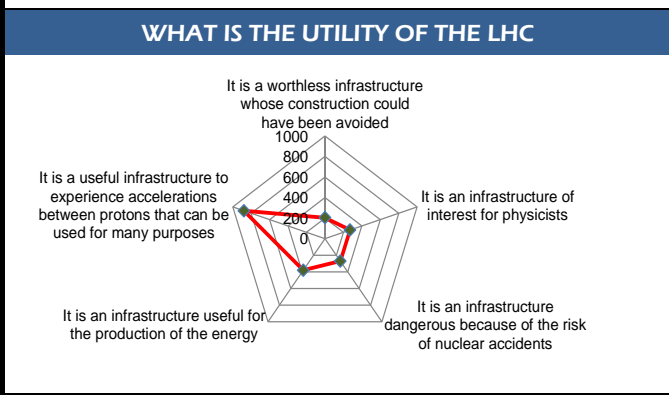 WHAT IS THE UTILITY OF THE LHC
It is a worthless infrastructure
whose construction could
have been avoided
1000
800
600
400
200
0
It is an infrastructure of
interest for physicists
It is an infrastructure
dangerous because of the risk
of nuclear accidents
It is an infrastructure useful for
the production of the energy
It is a useful infrastructure to
experience accelerations
between protons that can be
used for many purposes